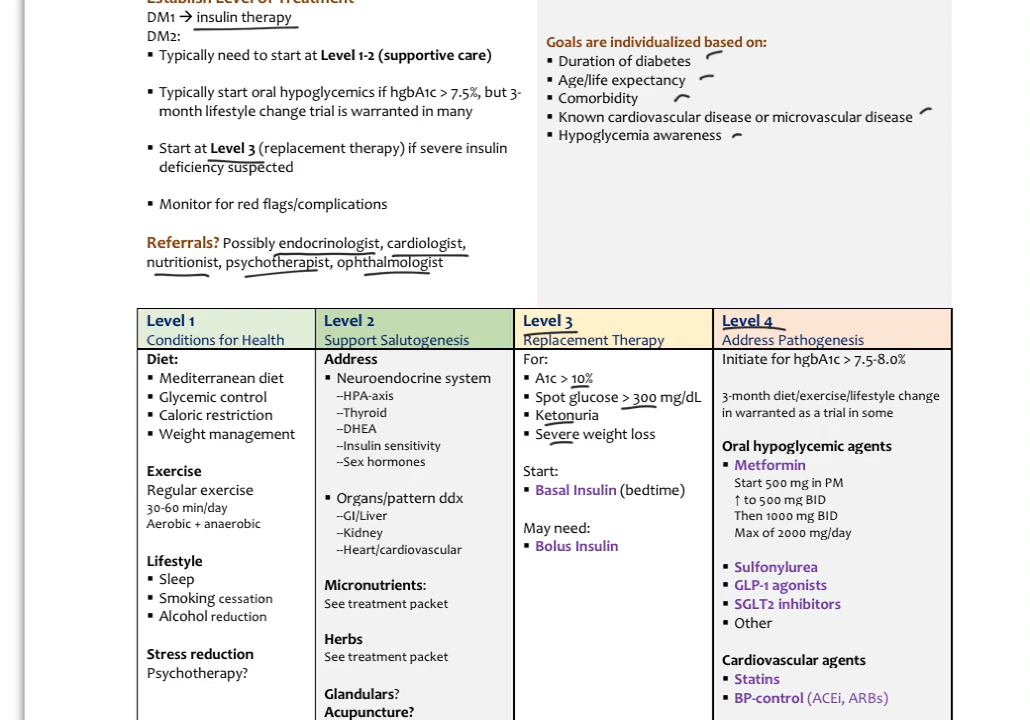 Establish Level of Treatment
DM1 → insulin therapy
DM2:
▪ Typically need to start at Level 1-2 (supportive care)
▪ Typically start oral hypoglycemics if hgbA1c > 7.5%, but 3-
month lifestyle change trial is warranted in many
▪ Start at Level 3 (replacement therapy) if severe insulin
deficiency suspected
▪ Monitor for red flags/complications
Referrals? Possibly endocrinologist, cardiologist,
nutritionist, psychotherapist, ophthalmologist
Goals are individualized based on:
▪ Duration of diabetes
▪ Age/life expectancy
▪ Comorbidity
▪ Known cardiovascular disease or microvascular disease
▪ Hypoglycemia awareness
Level 1
Conditions for Health
Diet:
▪ Mediterranean diet
▪ Glycemic control
▪ Caloric restriction
▪ Weight management
Exercise
Regular exercise
30-60 min/day
Aerobic + anaerobic
Lifestyle
▪ Sleep
▪ Smoking cessation
▪ Alcohol reduction
Stress reduction
Psychotherapy?
Level 2
Support Salutogenesis
Address
▪ Neuroendocrine system
--HPA-axis
--Thyroid
--DHEA
--Insulin sensitivity
--Sex hormones
▪ Organs/pattern ddx
--GI/Liver
--Kidney
--Heart/cardiovascular
Micronutrients:
See treatment packet
Herbs
See treatment packet
Glandulars?
Acupuncture?
Level 3
Replacement Therapy
For:
▪ A1c > 10%
▪ Spot glucose > 300 mg/dL
▪ Ketonuria
▪ Severe weight loss
Start:
▪ Basal Insulin (bedtime)
May need:
▪ Bolus Insulin
Level 4
Address Pathogenesis
Initiate for hgbA1c > 7.5-8.0%
3-month diet/exercise/lifestyle change
in warranted as a trial in some
Oral hypoglycemic agents
▪ Metformin
Start 500 mg in PM
↑ to 500 mg BID
Then 1000 mg BID
Max of 2000 mg/day
▪ Sulfonylurea
▪ GLP-1 agonists
▪ SGLT2 inhibitors
▪ Other
Cardiovascular agents
▪ Statins
▪ BP-control (ACEi, ARBs)